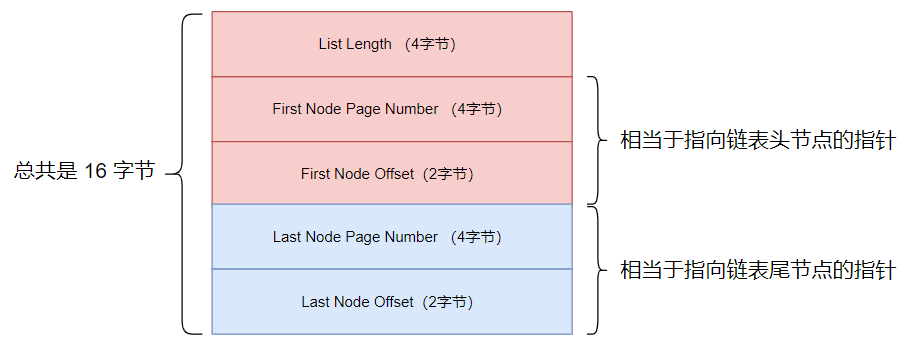 List Length （4字节）
First Node Page Number （4字节）
First Node Offset（2字节）
Last Node Page Number （4字节）
Last Node Offset（2字节）
总共是 16 字节
相当于指向链表头节点的指针
相当于指向链表尾节点的指针